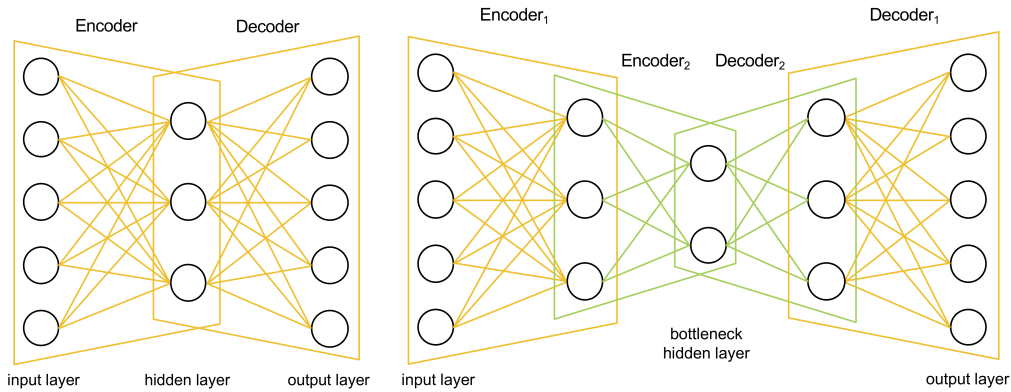 Encoder
Decoder
input layer
hidden layer
output layer
Encoder₁
Encoder₂
Decoder₂
Decoder₁
bottleneck
hidden layer
input layer
output layer